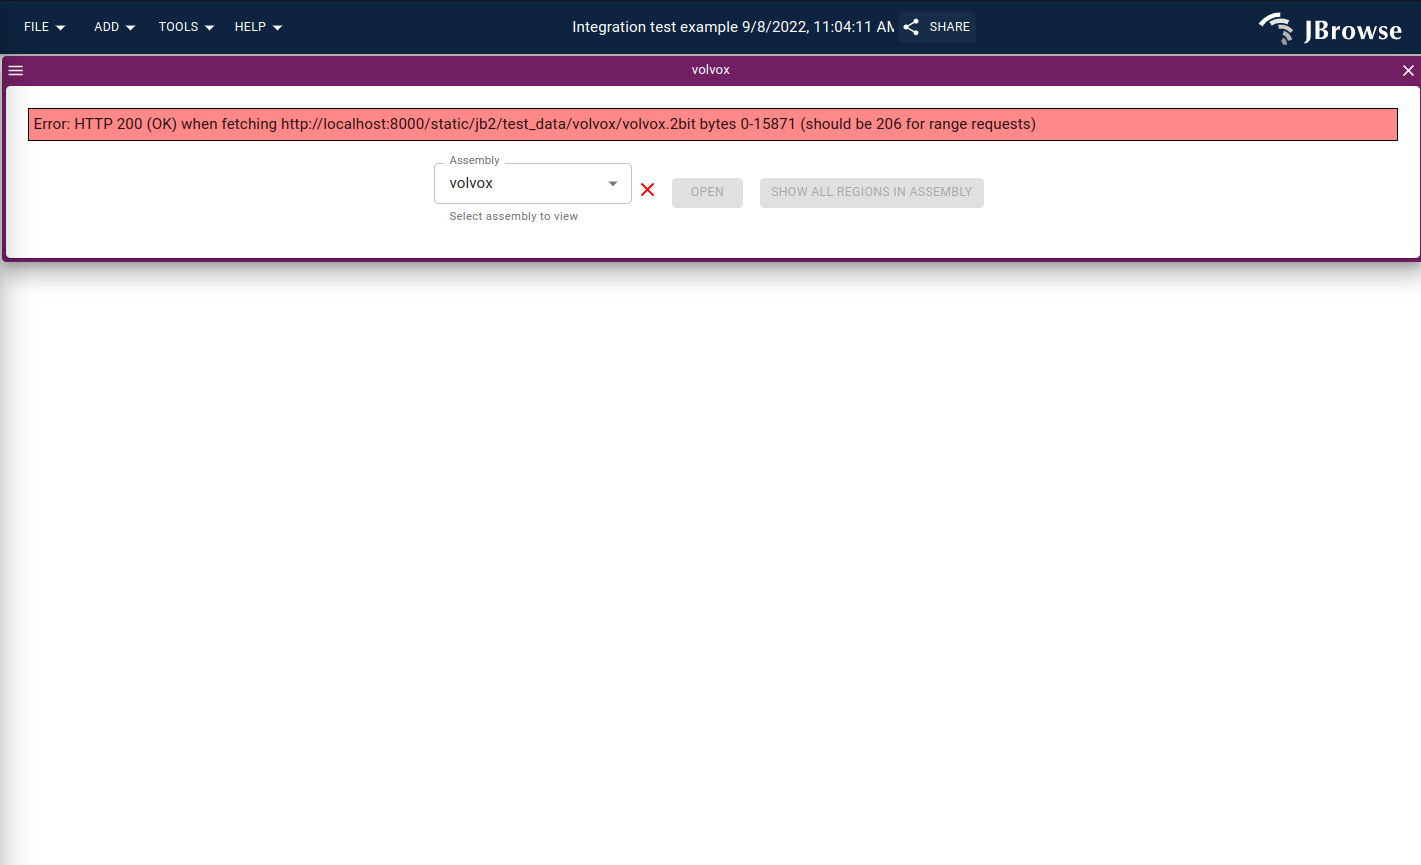 FILE ADD TOOLS HELP Integration test example 9/8/2022, 11:04:11 AM SHARE JBrowse
volvox
Error: HTTP 200 (OK) when fetching http://localhost:8000/static/jb2/test_data/volvox/volvox.2bit bytes 0-15871 (should be 206 for range requests)
Assembly
volvox OPEN SHOW ALL REGIONS IN ASSEMBLY
Select assembly to view